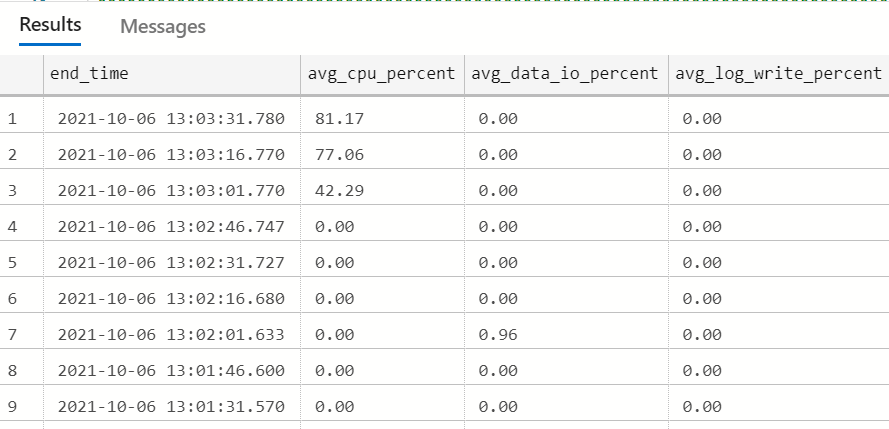 Results Messages
end_time avg_cpu_percent avg_data_io_percent avg_log_write_percent
1 2021-10-06 13:03:31.780 81.17 0.00 0.00
2 2021-10-06 13:03:16.770 77.06 0.00 0.00
3 2021-10-06 13:03:01.770 42.29 0.00 0.00
4 2021-10-06 13:02:46.747 0.00 0.00 0.00
5 2021-10-06 13:02:31.727 0.00 0.00 0.00
6 2021-10-06 13:02:16.680 0.00 0.00 0.00
7 2021-10-06 13:02:01.633 0.00 0.96 0.00
8 2021-10-06 13:01:46.600 0.00 0.00 0.00
9 2021-10-06 13:01:31.570 0.00 0.00 0.00